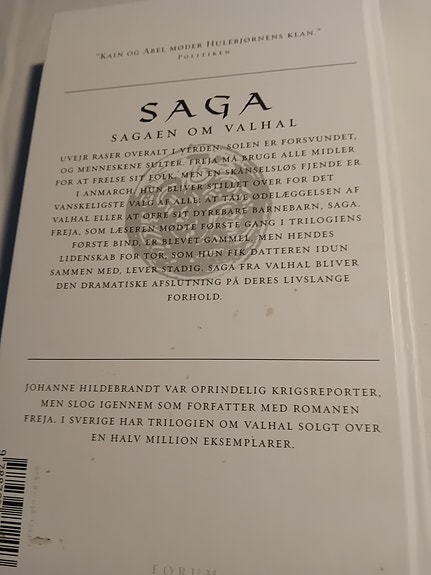 "Kain og Abel møder Hulebjørnens klan."
Politiken
SAGA
SAGAEN OM VALHAL
UVEJR RASER OVERALT I VERDEN. SOLEN ER FORSVUNDET,
OG MENNESKENE SULTER. FREJA MÅ BRUGE ALLE MIDLER
FOR AT FRELSE SIT FOLK, MEN EN SKÅNSELSLØS FJENDE ER
I ANMARCH. HUN BLIVER STILLET OVER FOR DET
VANSKELIGSTE VALG AF ALLE: AT TÅLE ØDELÆGGELSEN AF
VALHAL ELLER AT OFRE SIT DYREBARE BARNEBARN, SAGA.
FREJA, SOM LÆSEREN MØDTE FØRSTE GANG I TRILOGIENS
FØRSTE BIND, ER BLEVET GAMMEL, MEN HENDES
LIDENSKAB FOR TOR, SOM HUN FIK DATTEREN IDUN
SAMMEN MED, LEVER STADIG. SAGA FRA VALHAL BLIVER
DEN DRAMATISKE AFSLUTNING PÅ DERES LIVSLANGE
FORHOLD.
JOHANNE HILDEBRANDT VAR OPRINDELIG KRIGSREPORTER,
MEN SLOG IGENNEM SOM FORFATTER MED ROMANEN
FREJA. I SVERIGE HAR TRILOGIEN OM VALHAL SOLGT OVER
EN HALV MILLION EKSEMPLARER.
FORUM